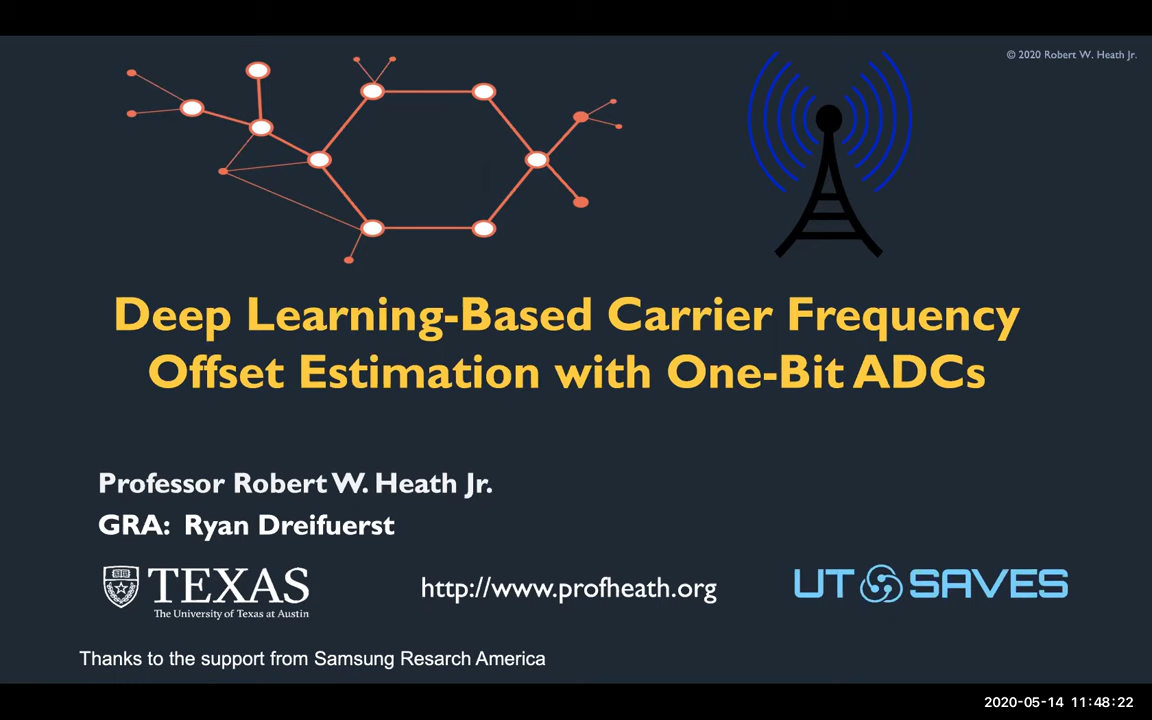 © 2020 Robert W. Heath Jr.
Deep Learning-Based Carrier Frequency
Offset Estimation with One-Bit ADCs
Professor Robert W. Heath Jr.
GRA: Ryan Dreifuerst
TEXAS
The University of Texas at Austin
http://www.profheath.org
UT SAVES
Thanks to the support from Samsung Resarch America
2020-05-14 11:48:22